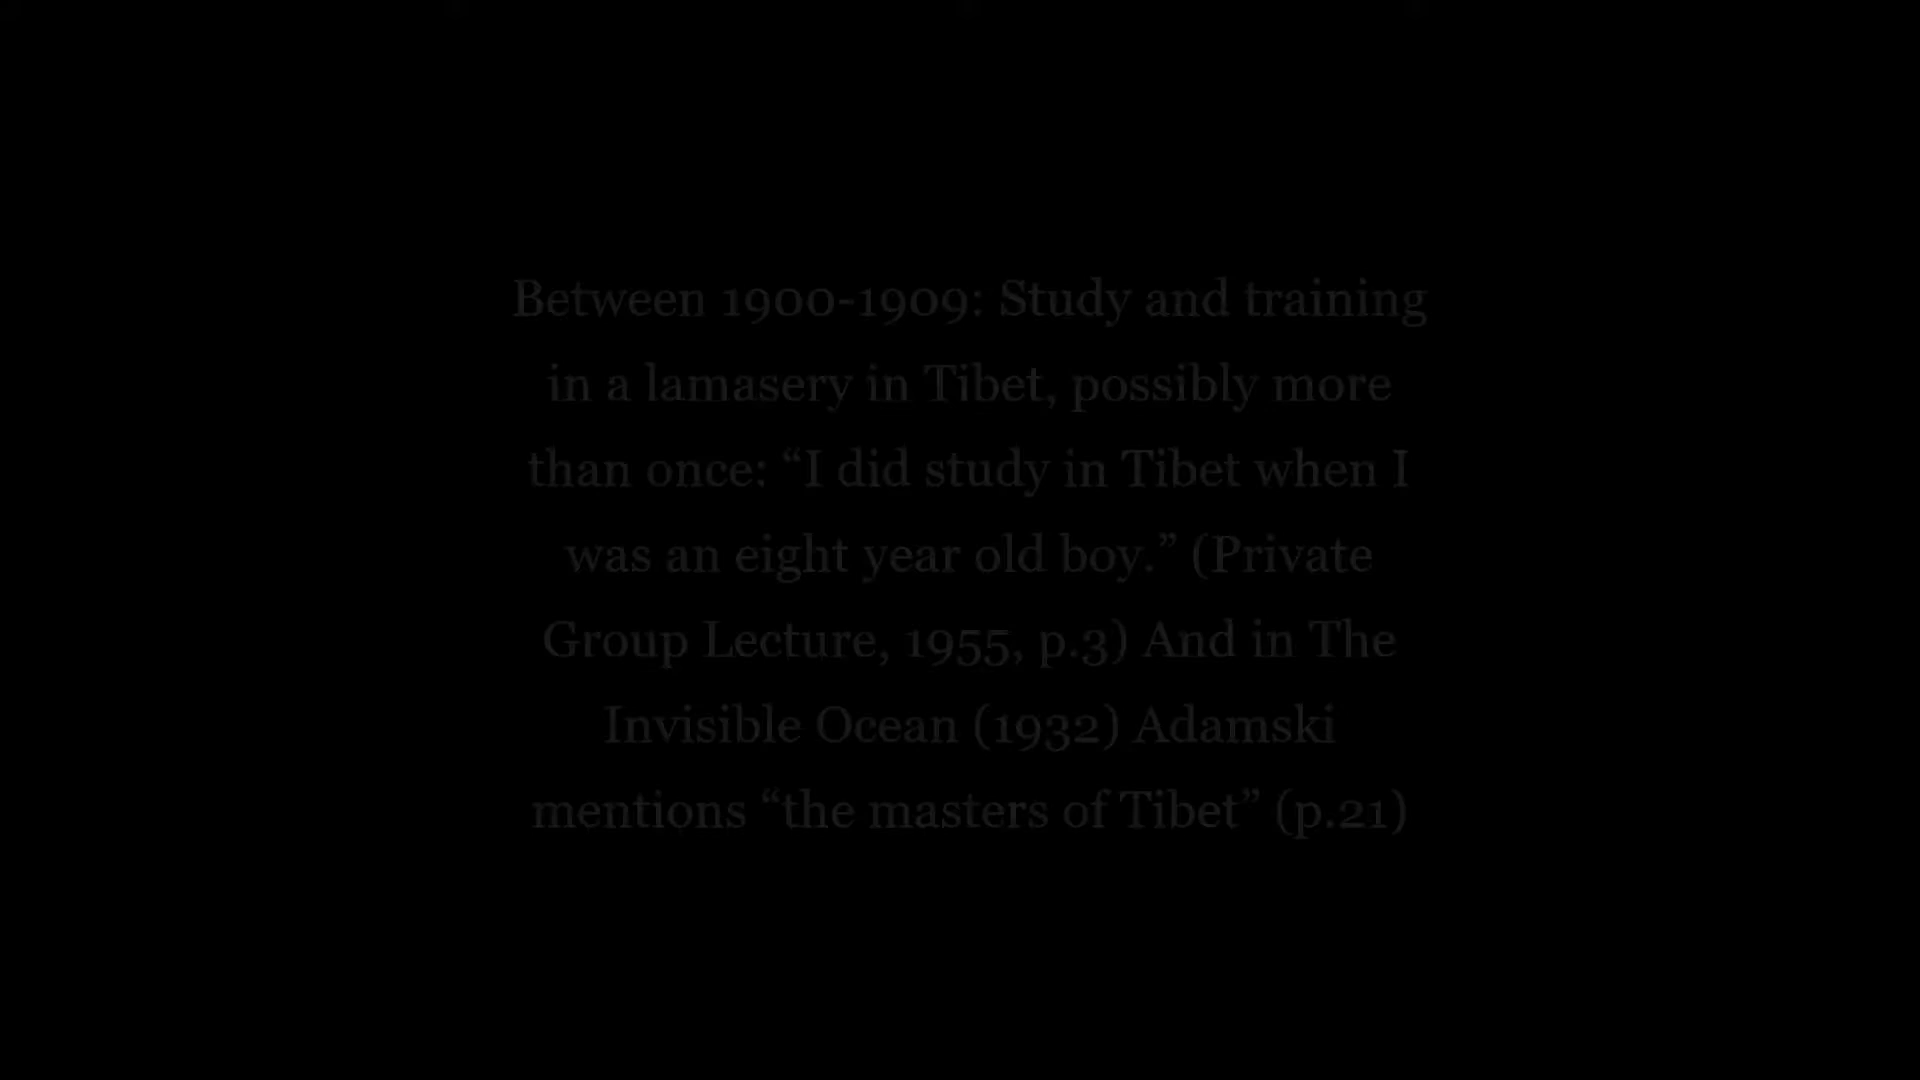 Between 1900-1909: Study and training
in a lamasery in Tibet, possibly more
than once: “I did study in Tibet when I
was an eight year old boy.” (Private
Group Lecture, 1955, p.3) And in The
Invisible Ocean (1932) Adamski
mentions “the masters of Tibet” (p.21)